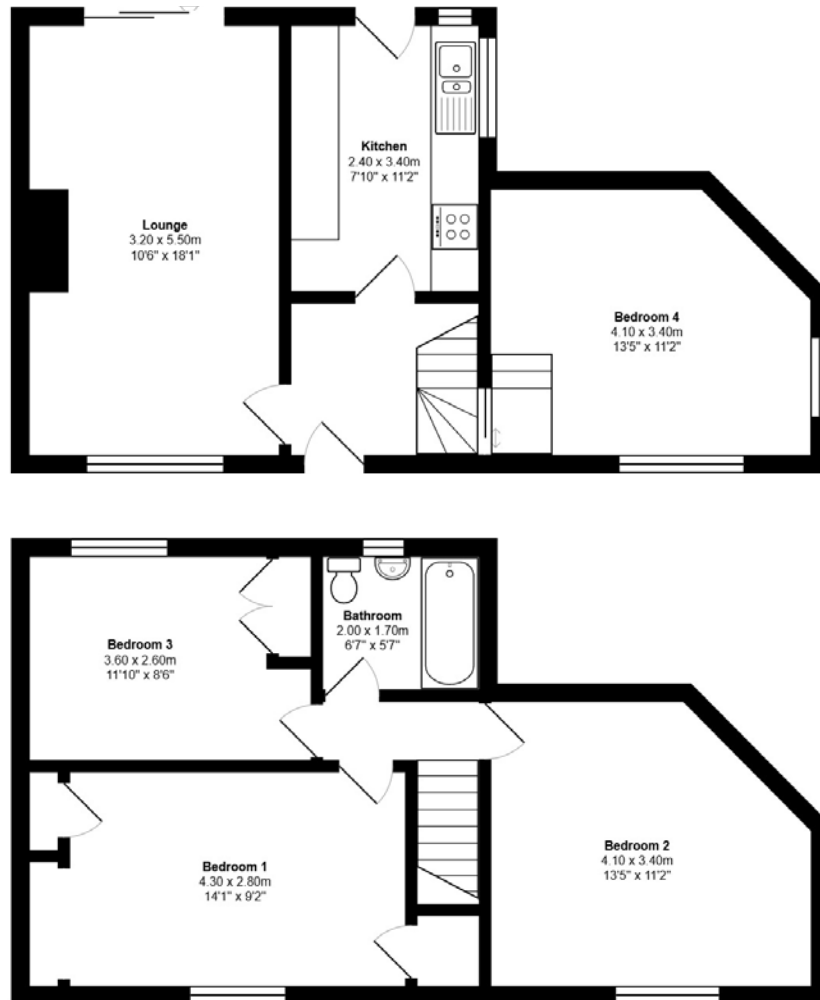 Kitchen
2.40 x 3.40m
7'10" x 11'2"
Lounge
3.20 x 5.50m
10'6" x 18'1"
Bedroom 4
4.10 x 3.40m
13'5" x 11'2"
Bathroom
2.00 x 1.70m
6'7" x 5'7"
Bedroom 3
3.60 x 2.60m
11'10" x 8'6"
Bedroom 1
4.30 x 2.80m
14'1" x 9'2"
Bedroom 2
4.10 x 3.40m
13'5" x 11'2"